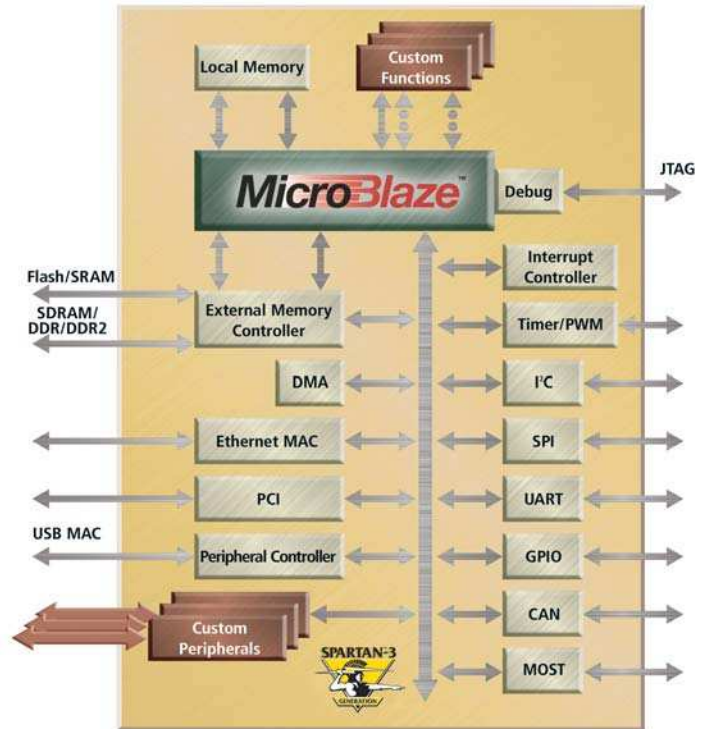 Local Memory
Custom
Functions
MicroBlaze™
Debug
JTAG
Interrupt
Controller
Flash/SRAM
SDRAM/
DDR/DDR2
External Memory
Controller
Timer/PWM
DMA
I²C
Ethernet MAC
SPI
PCI
UART
USB MAC
Peripheral Controller
GPIO
Custom
Peripherals
CAN
SPARTAN-3
GENERATION
MOST